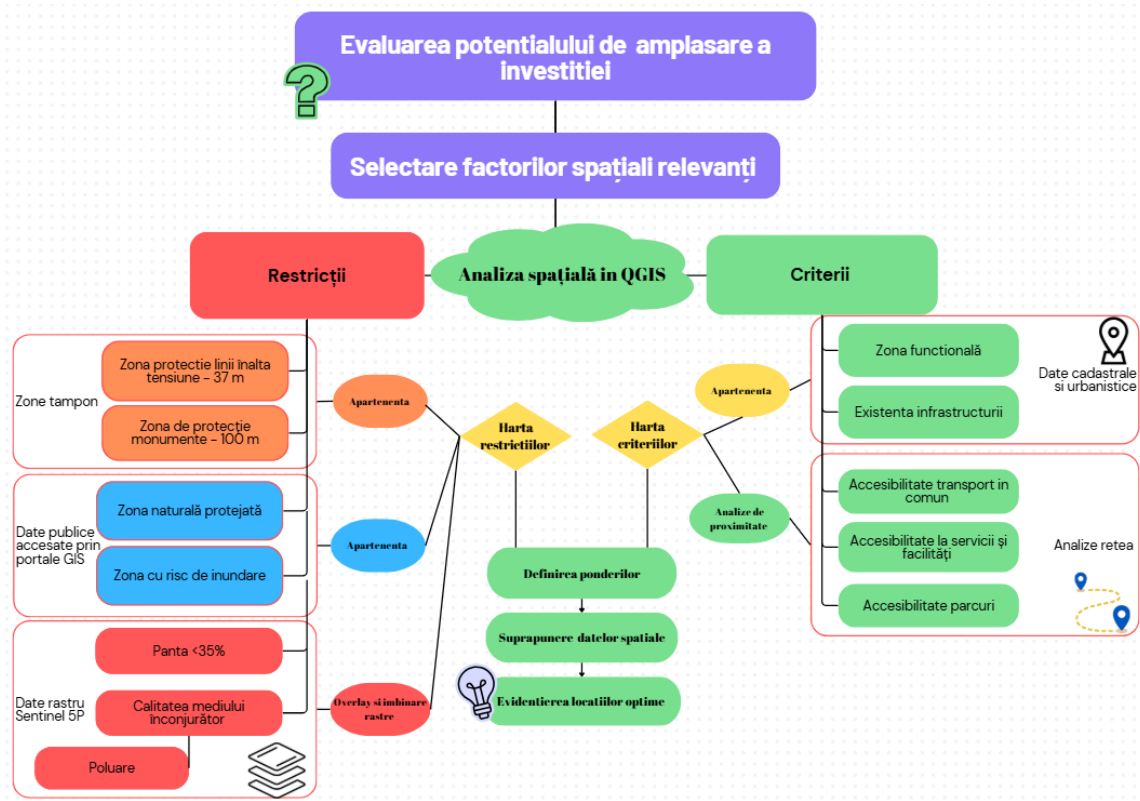 Evaluarea potentialului de amplasare a
investitiei
Selectare factorilor spațiali relevanți
Restricții
Analiza spațială in QGIS
Criterii
Zone tampon
Zona protectie linii înalta
tensiune - 37 m
Zona de protecție
monumente - 100 m
Apartenenta
Date publice
accesate prin
portale GIS
Zona naturală protejată
Zona cu risc de inundare
Apartenenta
Date rastru
Sentinel 5P
Panta <35%
Calitatea mediului
înconjurător
Poluare
Overlay si imbinare
rastre
Harta
restrictiilor
Harta
criteriilor
Apartenenta
Analize de
proximitate
Zona functională
Existenta infrastructurii
Date cadastrale
si urbanistice
Accesibilitate transport in
comun
Accesibilitate la servicii și
facilități
Accesibilitate parcuri
Analize retea
Definirea ponderilor
Suprapunere datelor spatiale
Evidentierea locatiilor optime